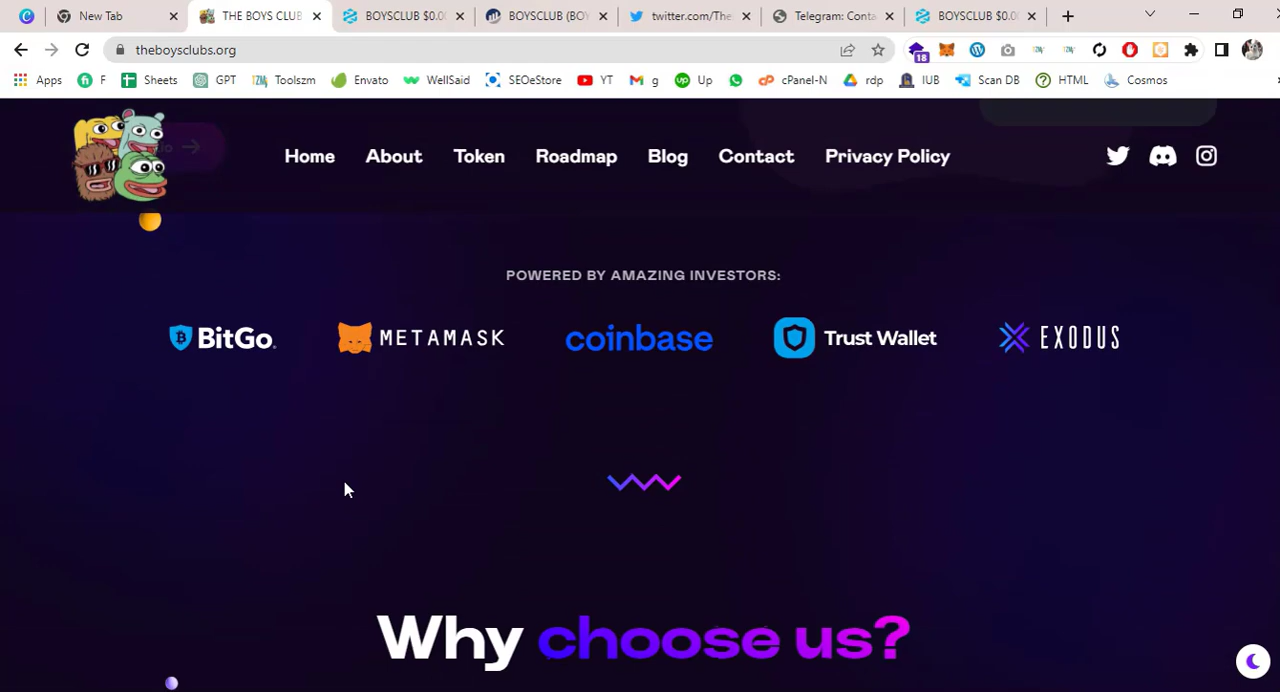 New Tab
THE BOYS CLUB
BOYSCLUB $0.0
BOYSCLUB (BOY
twitter.com/The
Telegram: Conta
BOYSCLUB $0.0
theboysclubs.org
18
Apps
F
Sheets
GPT
Toolszm
Envato
WellSaid
SEOeStore
YT
g
Up
cPanel-N
rdp
IUB
Scan DB
HTML
Cosmos
Home
About
Token
Roadmap
Blog
Contact
Privacy Policy
POWERED BY AMAZING INVESTORS:
BitGo
METAMASK
coinbase
Trust Wallet
EXODUS
Why choose us?